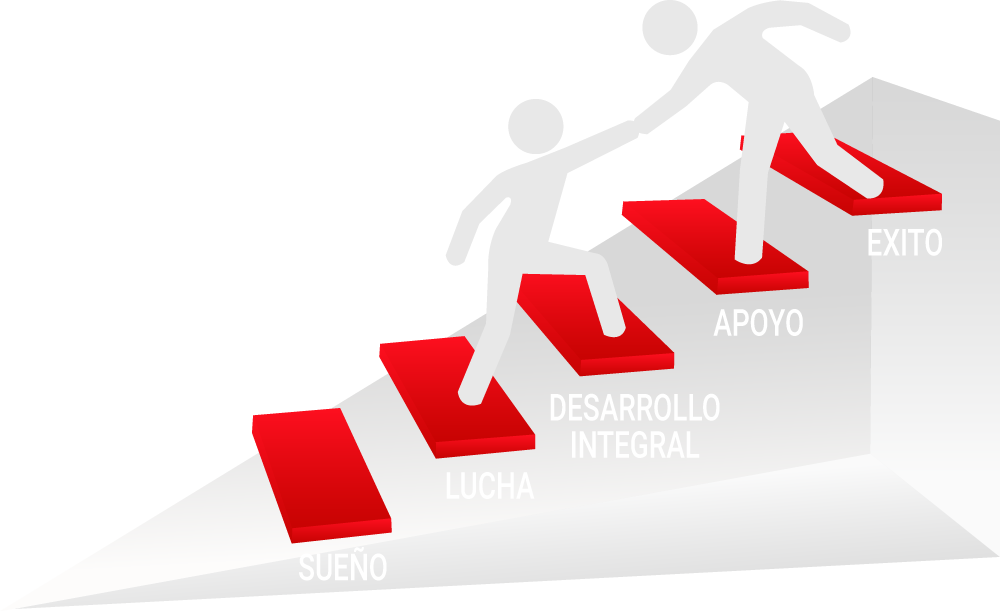 SUEÑO
LUCHA
DESARROLLO
INTEGRAL
APOYO
EXITO